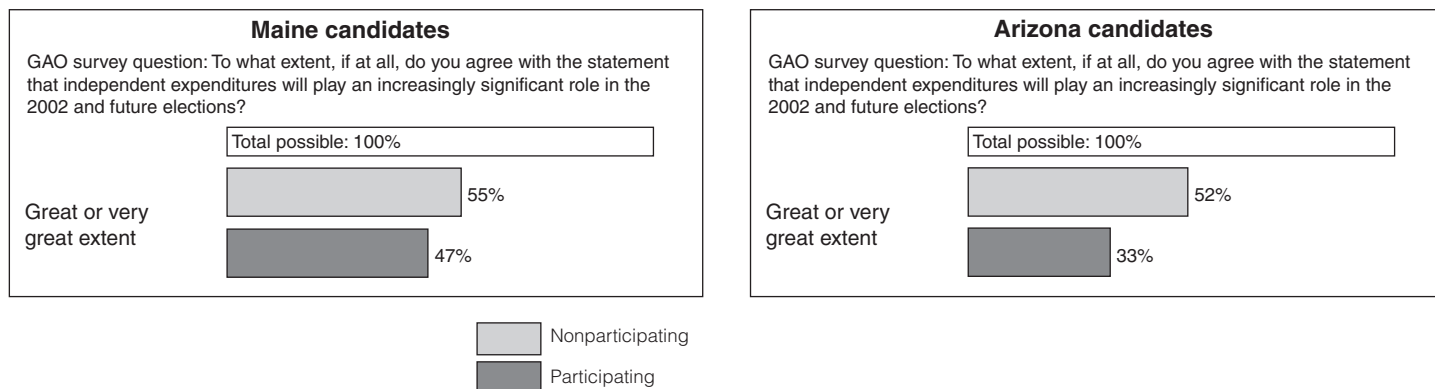 Maine candidates
GAO survey question: To what extent, if at all, do you agree with the statement
that independent expenditures will play an increasingly significant role in the
2002 and future elections?
Total possible: 100%
Great or very
great extent
55%
47%
Arizona candidates
GAO survey question: To what extent, if at all, do you agree with the statement
that independent expenditures will play an increasingly significant role in the
2002 and future elections?
Total possible: 100%
Great or very
great extent
52%
33%
Nonparticipating
Participating